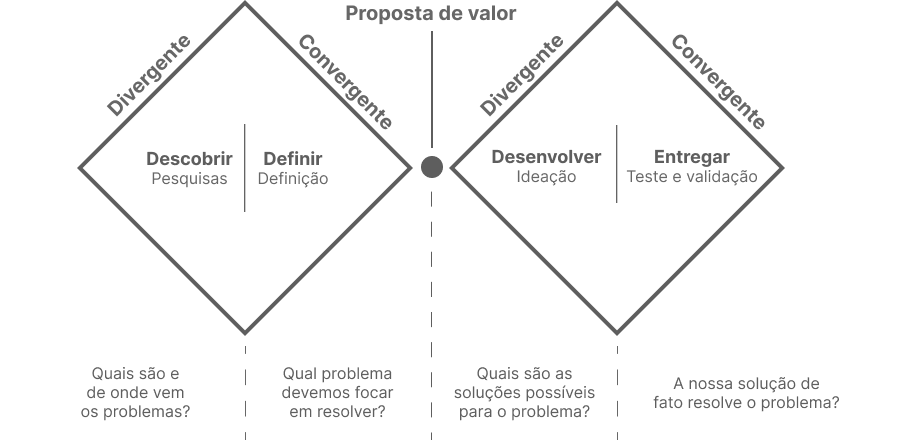 Proposta de valor
Divergente
Convergente
Divergente
Convergente
Descobrir
Pesquisas
Definir
Definição
Desenvolver
Ideação
Entregar
Teste e validação
Quais são e
de onde vem
os problemas?
Qual problema
devemos focar
em resolver?
Quais são as
soluções possíveis
para o problema?
A nossa solução de
fato resolve o problema?